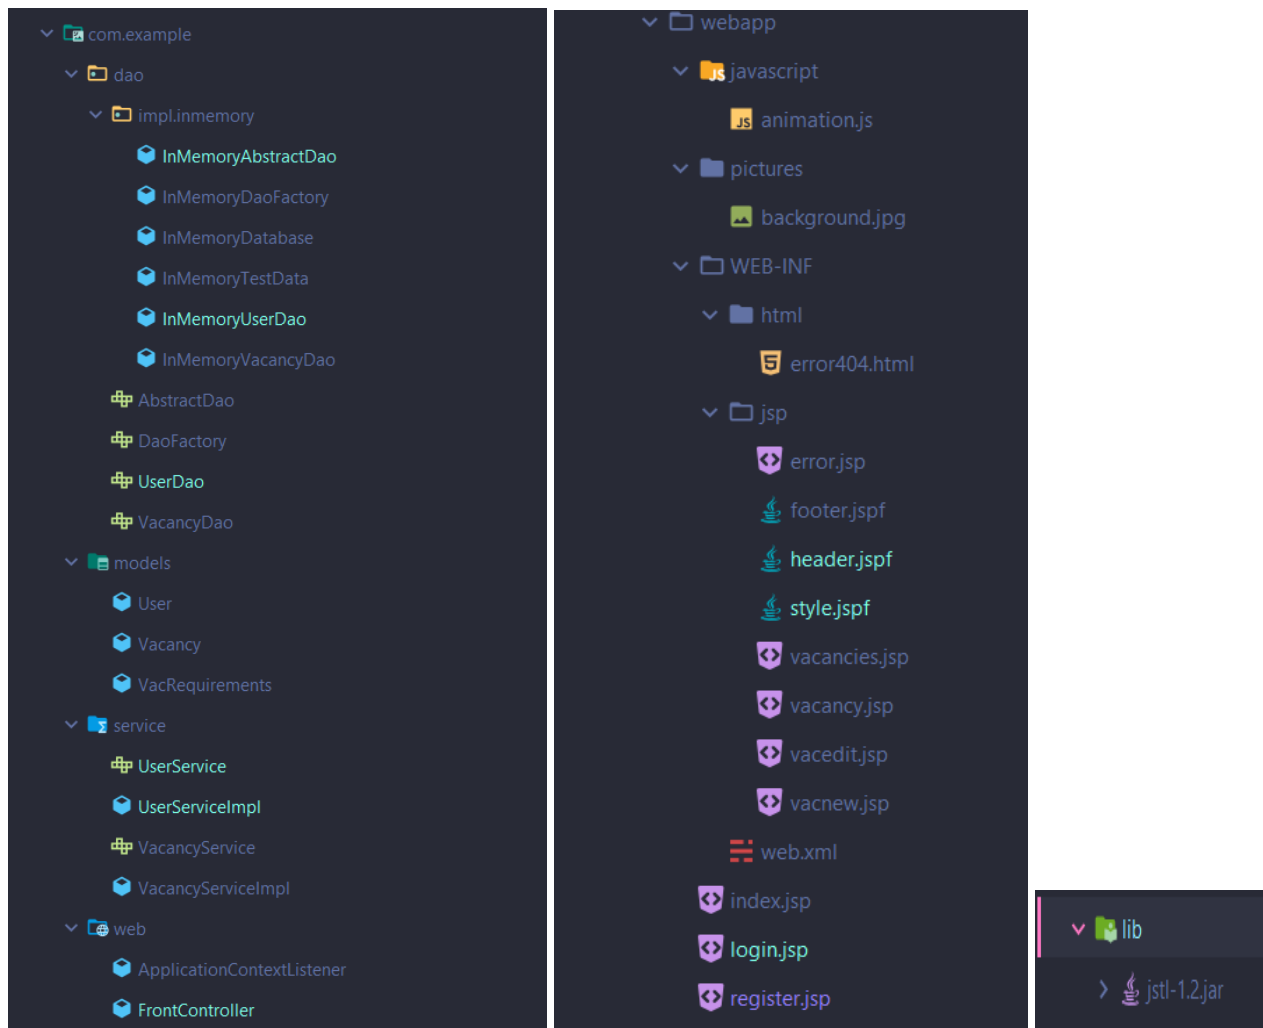 com.example
dao
impl.inmemory
InMemoryAbstractDao
InMemoryDaoFactory
InMemoryDatabase
InMemoryTestData
InMemoryUserDao
InMemoryVacancyDao
AbstractDao
DaoFactory
UserDao
VacancyDao
models
User
Vacancy
VacRequirements
service
UserService
UserServiceImpl
VacancyService
VacancyServiceImpl
web
ApplicationContextListener
FrontController
webapp
javascript
animation.js
pictures
background.jpg
WEB-INF
html
error404.html
jsp
error.jsp
footer.jspf
header.jspf
style.jspf
vacancies.jsp
vacancy.jsp
vacedit.jsp
vacnew.jsp
web.xml
index.jsp
login.jsp
register.jsp
lib
jstl-1.2.jar